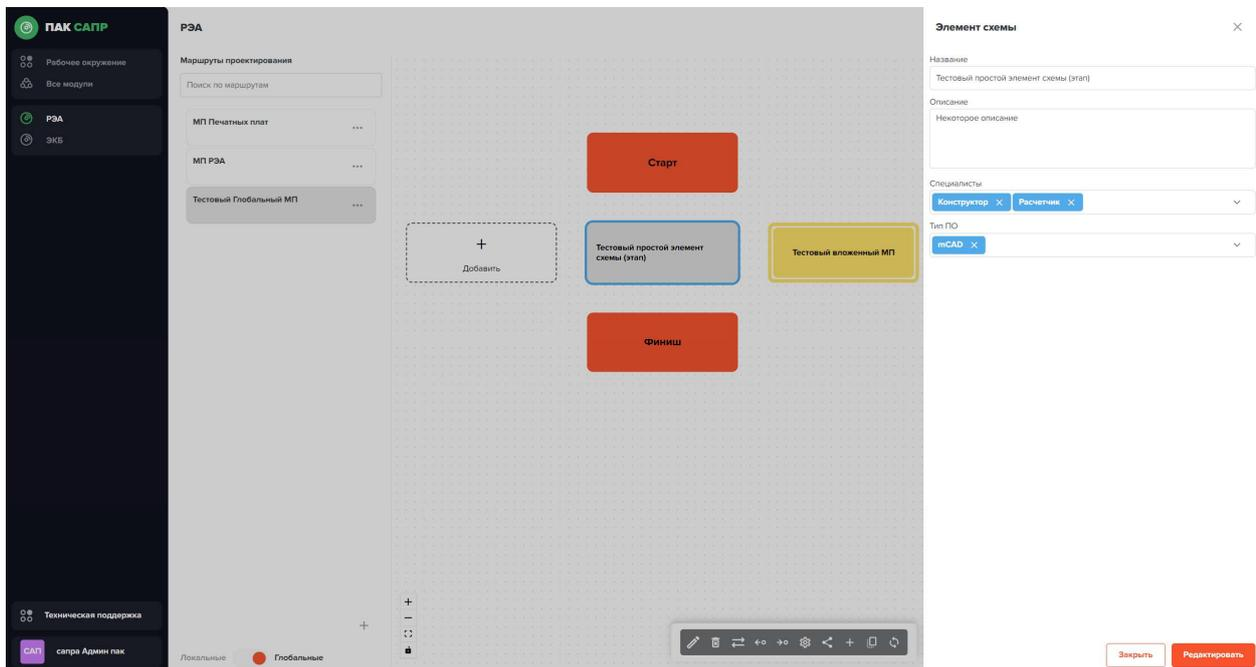 ПАК САПР
Рабочее окружение
Все модули
РЭА
ЭКБ
Техническая поддержка
САП
сапра Админ пак
РЭА
Маршруты проектирования
Поиск по маршрутам
МП Печатных плат
МП РЭА
Тестовый Глобальный МП
Локальные
Глобальные
Старт
Добавить
Тестовый простой элемент
схемы (этап)
Тестовый вложенный МП
Финиш
Элемент схемы
Название
Тестовый простой элемент схемы (этап)
Описание
Некоторое описание
Специалисты
Конструктор
Расчетчик
Тип ПО
mCAD
Закрыть
Редактировать